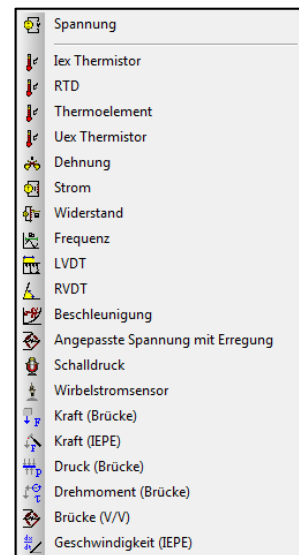 Spannung
Iex Thermistor
RTD
Thermoelement
Uex Thermistor
Dehnung
Strom
Widerstand
Frequenz
LVDT
RVDT
Beschleunigung
Angepasste Spannung mit Erregung
Schalldruck
Wirbelstromsensor
Kraft (Brücke)
Kraft (IEPE)
Druck (Brücke)
Drehmoment (Brücke)
Brücke (V/V)
Geschwindigkeit (IEPE)